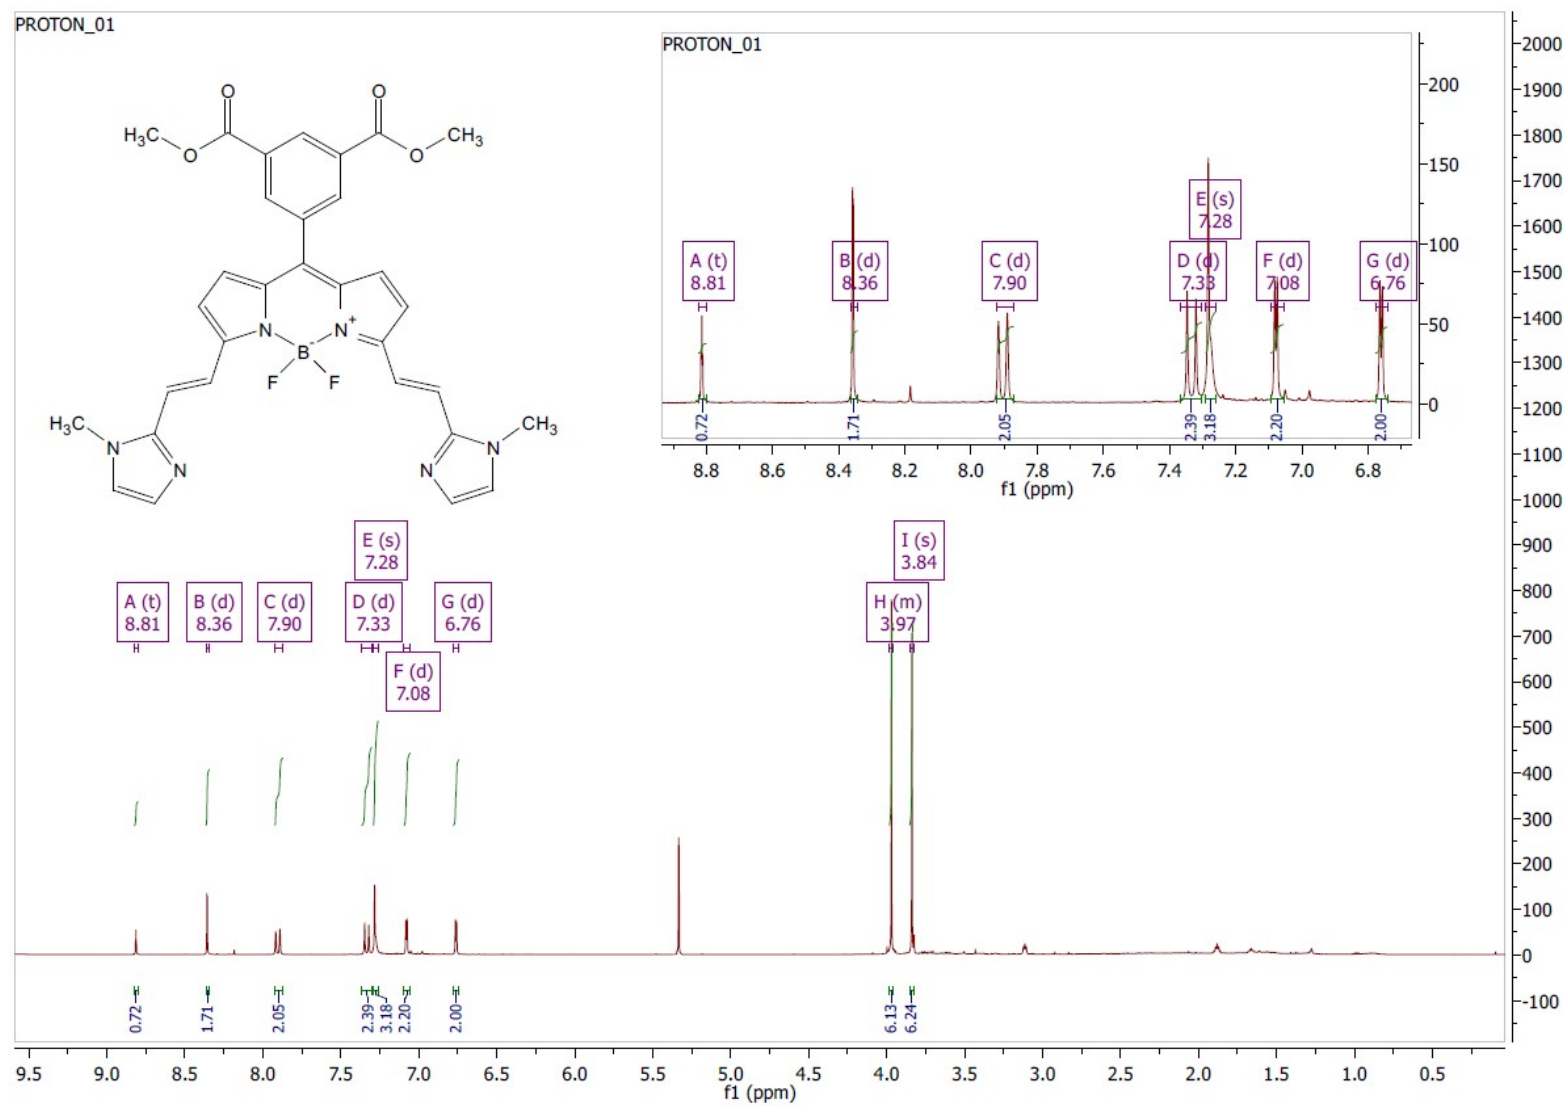 PROTON_01
PROTON_01
O
O
H₃C
O
O
CH₃
N
N⁺
B⁻
F
F
H₃C
N
N
N
N
CH₃
E (s)
7.28
A (t)
8.81
B (d)
8.36
C (d)
7.90
D (d)
7.33
F (d)
7.08
G (d)
6.76
0.72
1.71
2.05
2.39
3.18
2.20
2.00
8.8
8.6
8.4
8.2
8.0
7.8
7.6
7.4
7.2
7.0
6.8
f1 (ppm)
200
150
100
50
0
E (s)
7.28
I (s)
3.84
A (t)
8.81
B (d)
8.36
C (d)
7.90
D (d)
7.33
G (d)
6.76
H (m)
3.97
F (d)
7.08
0.72
1.71
2.05
2.39
3.18
2.20
2.00
6.13
6.24
9.5
9.0
8.5
8.0
7.5
7.0
6.5
6.0
5.5
5.0
4.5
4.0
3.5
3.0
2.5
2.0
1.5
1.0
0.5
f1 (ppm)
2000
1900
1800
1700
1600
1500
1400
1300
1200
1100
1000
900
800
700
600
500
400
300
200
100
0
-100